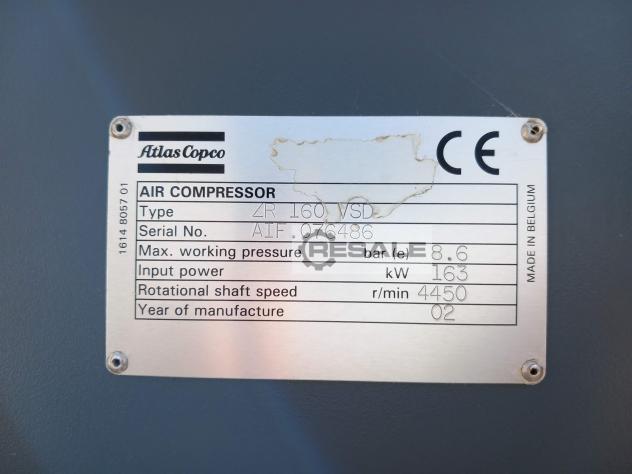 Atlas Copco
CE
AIR COMPRESSOR
Type ZR 160 VSD
Serial No. AIF.076486
Max. working pressure bar (e) 8.6
Input power kW 163
Rotational shaft speed r/min 4450
Year of manufacture 02
1614 8057 01
MADE IN BELGIUM
RESALE